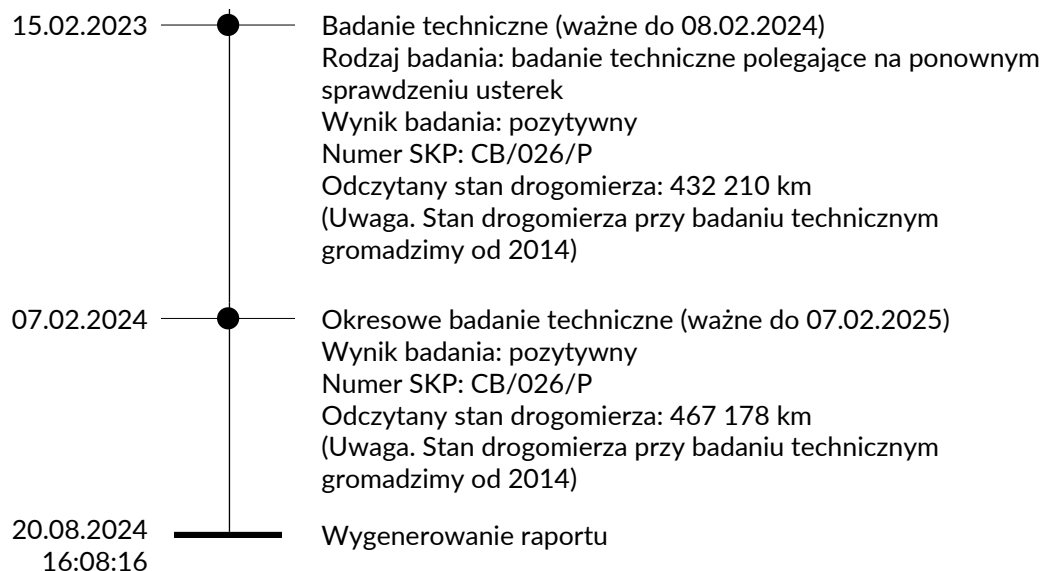 15.02.2023
Badanie techniczne (ważne do 08.02.2024)
Rodzaj badania: badanie techniczne polegające na ponownym
sprawdzeniu usterek
Wynik badania: pozytywny
Numer SKP: CB/026/P
Odczytany stan drogomierza: 432 210 km
(Uwaga. Stan drogomierza przy badaniu technicznym
gromadzimy od 2014)
07.02.2024
Okresowe badanie techniczne (ważne do 07.02.2025)
Wynik badania: pozytywny
Numer SKP: CB/026/P
Odczytany stan drogomierza: 467 178 km
(Uwaga. Stan drogomierza przy badaniu technicznym
gromadzimy od 2014)
20.08.2024
16:08:16
Wygenerowanie raportu